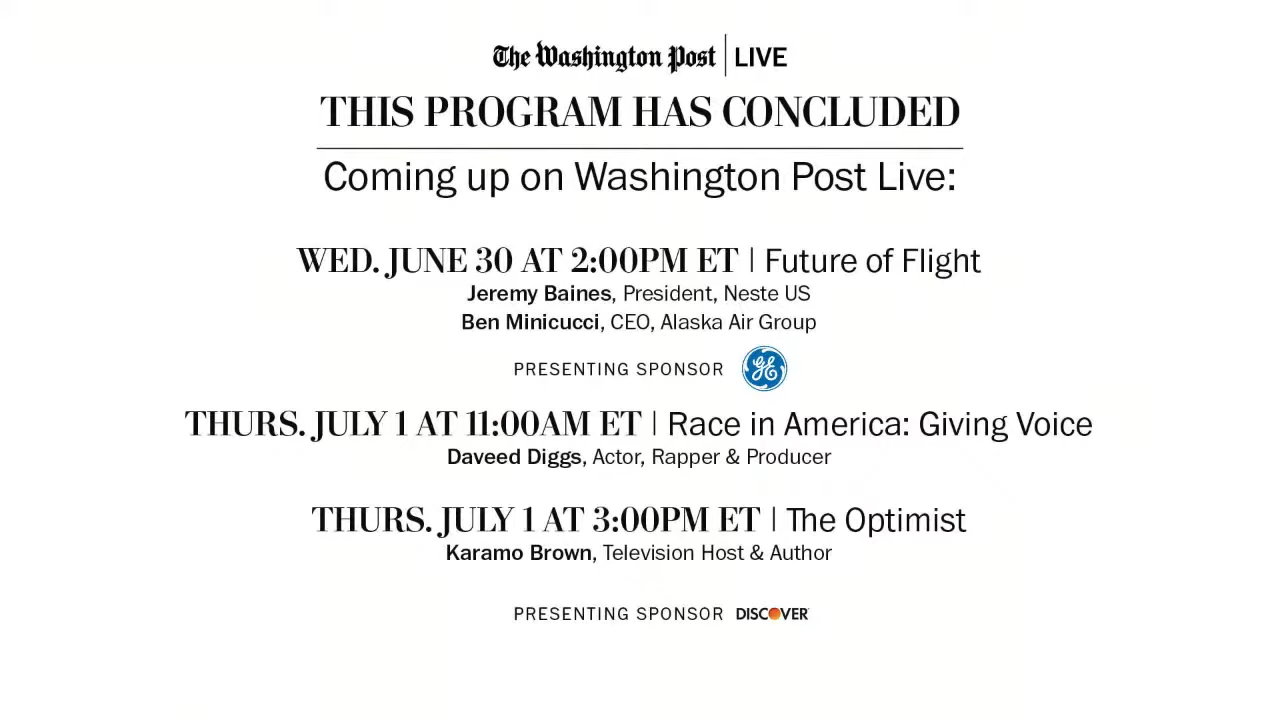 The Washington Post | LIVE
THIS PROGRAM HAS CONCLUDED
Coming up on Washington Post Live:
WED. JUNE 30 AT 2:00PM ET | Future of Flight
Jeremy Baines, President, Neste US
Ben Minicucci, CEO, Alaska Air Group
PRESENTING SPONSOR GE
THURS. JULY 1 AT 11:00AM ET | Race in America: Giving Voice
Daveed Diggs, Actor, Rapper & Producer
THURS. JULY 1 AT 3:00PM ET | The Optimist
Karamo Brown, Television Host & Author
PRESENTING SPONSOR DISCOVER